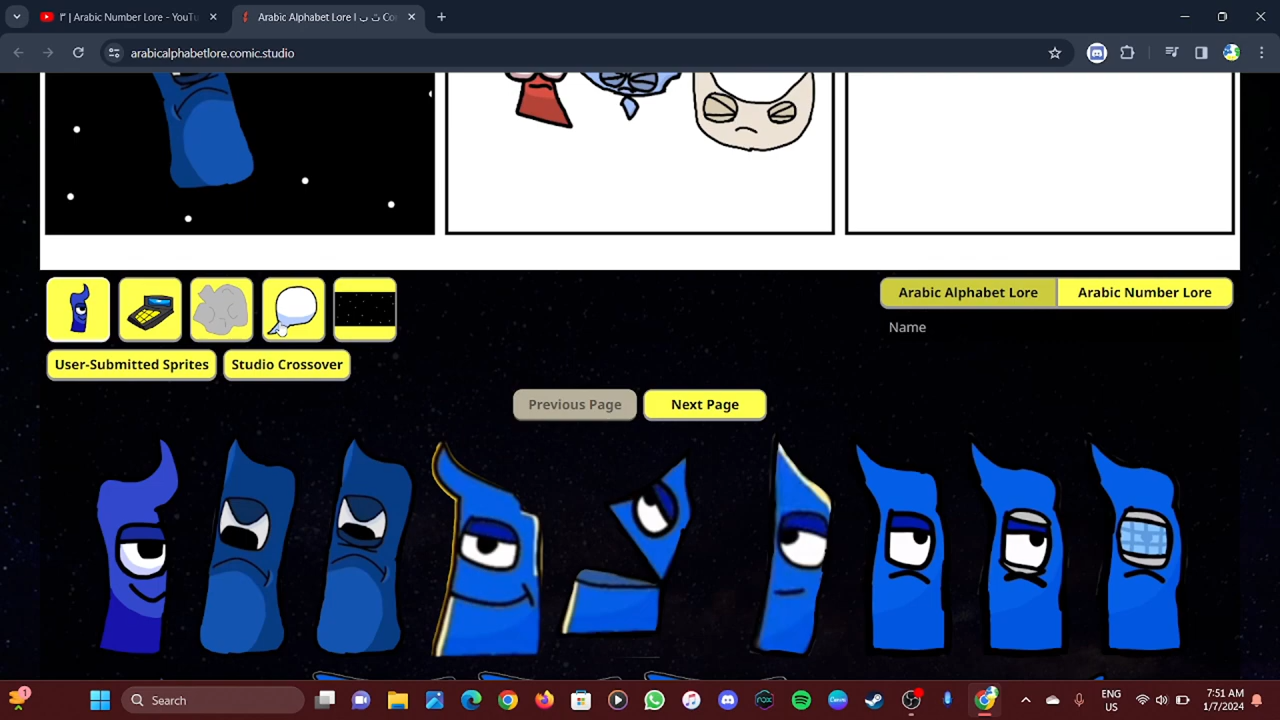 ٣ | Arabic Number Lore - YouTu
Arabic Alphabet Lore ا ب ت Co
arabicalphabetlore.comic.studio
Arabic Alphabet Lore
Arabic Number Lore
Name
User-Submitted Sprites
Studio Crossover
Previous Page
Next Page
1
Search
ENG
US
7:51 AM
1/7/2024